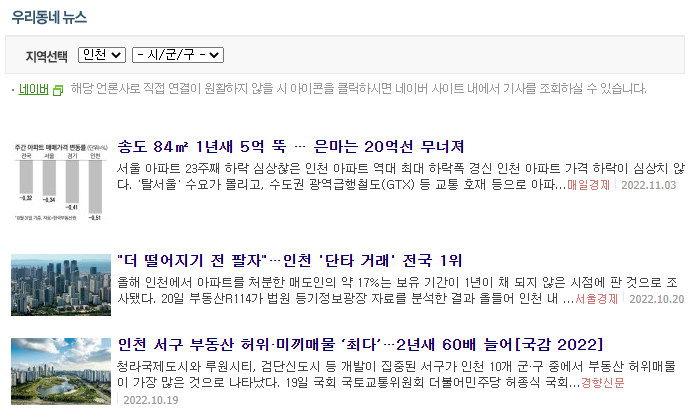 우리동네 뉴스
지역선택 인천 - 시/군/구 -
· 네이버 해당 언론사로 직접 연결이 원활하지 않을 시 아이콘을 클릭하시면 네이버 사이트 내에서 기사를 조회하실 수 있습니다.
주간 아파트 매매가격 변동률 (단위=%)
전국 서울 경기 인천
-0.32
-0.34
-0.41
-0.51
송도 84㎡ 1년새 5억 뚝 … 은마는 20억선 무너져
서울 아파트 23주째 하락 심상찮은 인천 아파트 역대 최대 하락폭 경신 인천 아파트 가격 하락이 심상치 않
다. '탈서울' 수요가 몰리고, 수도권 광역급행철도(GTX) 등 교통 호재 등으로 아파...매일경제 2022.11.03
"더 떨어지기 전 팔자"…인천 '단타 거래' 전국 1위
올해 인천에서 아파트를 처분한 매도인의 약 17%는 보유 기간이 1년이 채 되지 않은 시점에 판 것으로 조
사됐다. 20일 부동산R114가 법원 등기정보광장 자료를 분석한 결과 올들어 인천 내 ...서울경제 2022.10.20
인천 서구 부동산 허위·미끼매물 ‘최다’…2년새 60배 늘어[국감 2022]
청라국제도시와 루원시티, 검단신도시 등 개발이 집중된 서구가 인천 10개 군·구 중에서 부동산 허위매물
이 가장 많은 것으로 나타났다. 19일 국회 국토교통위원회 더불어민주당 허종식 국회...경향신문
2022.10.19